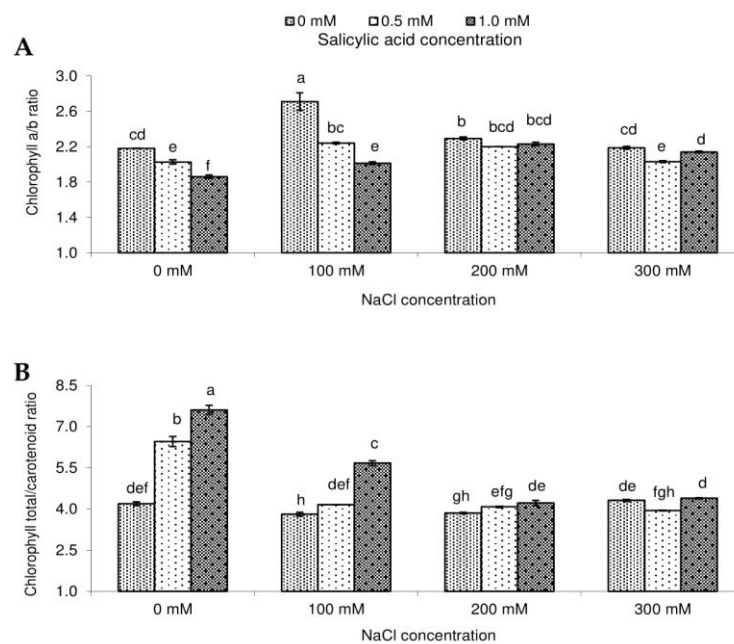 0 mM 0.5 mM 1.0 mM
Salicylic acid concentration
A
Chlorophyll a/b ratio
3.0
2.6
2.2
1.8
1.4
1.0
cd e f
a bc e
b bcd bcd
cd e d
0 mM 100 mM 200 mM 300 mM
NaCl concentration
B
Chlorophyll total/carotenoid ratio
8.5
7.0
5.5
4.0
2.5
1.0
def b a
h def c
gh efg de
de fgh d
0 mM 100 mM 200 mM 300 mM
NaCl concentration